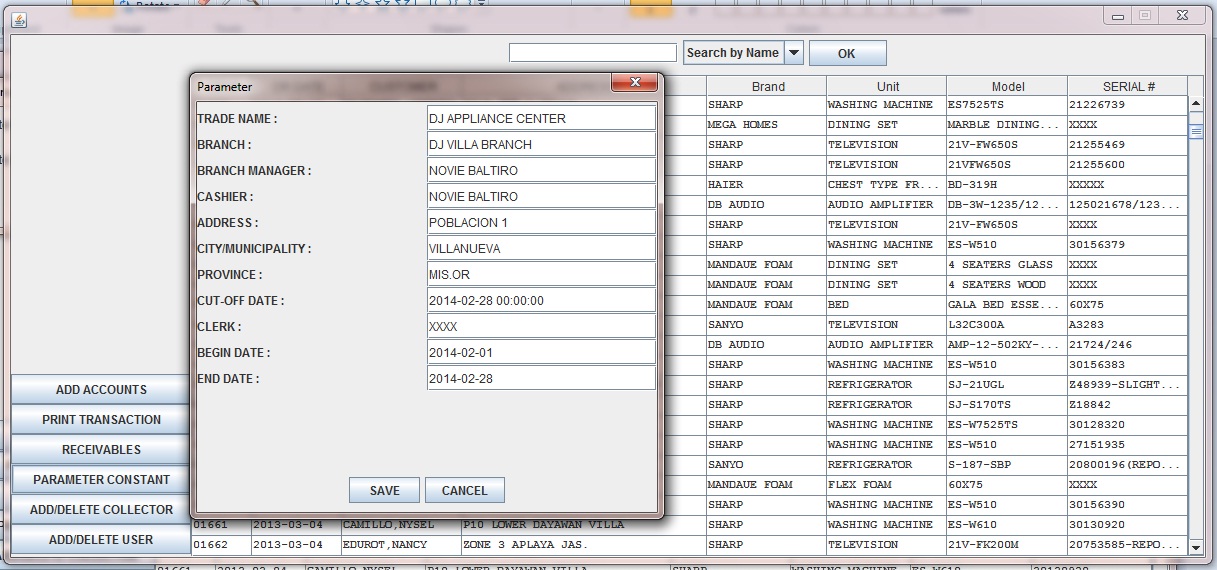 Search by Name OK
Parameter
Brand Unit Model SERIAL #
TRADE NAME : DJ APPLIANCE CENTER
BRANCH : DJ VILLA BRANCH
BRANCH MANAGER : NOVIE BALTIRO
CASHIER : NOVIE BALTIRO
ADDRESS : POBLACION 1
CITY/MUNICIPALITY : VILLANUEVA
PROVINCE : MIS.OR
CUT-OFF DATE : 2014-02-28 00:00:00
CLERK : XXXX
BEGIN DATE : 2014-02-01
END DATE : 2014-02-28
SAVE CANCEL
SHARP WASHING MACHINE ES7525TS 21226739
MEGA HOMES DINING SET MARBLE DINING... XXXX
SHARP TELEVISION 21V-FW650S 21255469
SHARP TELEVISION 21VFW650S 21255600
HAIER CHEST TYPE FR... BD-319H XXXXX
DB AUDIO AUDIO AMPLIFIER DB-3W-1235/12... 125021678/123...
SHARP TELEVISION 21V-FW650S XXXX
SHARP WASHING MACHINE ES-W510 30156379
MANDAUE FOAM DINING SET 4 SEATERS GLASS XXXX
MANDAUE FOAM DINING SET 4 SEATERS WOOD XXXX
MANDAUE FOAM BED GALA BED ESSE... 60X75
SANYO TELEVISION L32C300A A3283
DB AUDIO AUDIO AMPLIFIER AMP-12-502KY-... 21724/246
SHARP WASHING MACHINE ES-W510 30156383
SHARP REFRIGERATOR SJ-21UGL Z48939-SLIGHT...
SHARP REFRIGERATOR SJ-S170TS Z18842
SHARP WASHING MACHINE ES-W7525TS 30128320
SHARP WASHING MACHINE ES-W510 27151935
SANYO REFRIGERATOR S-187-SBP 20800196(REPO...
MANDAUE FOAM FLEX FOAM 60X75 XXXX
SHARP WASHING MACHINE ES-W510 30156390
01661 2013-03-04 CAMILLO,NYSEL P10 LOWER DAYAWAN VILLA SHARP WASHING MACHINE ES-W610 30130920
01662 2013-03-04 EDUROT,NANCY ZONE 3 APLAYA JAS. SHARP TELEVISION 21V-FK200M 20753585-REPO...
ADD ACCOUNTS
PRINT TRANSACTION
RECEIVABLES
PARAMETER CONSTANT
ADD/DELETE COLLECTOR
ADD/DELETE USER